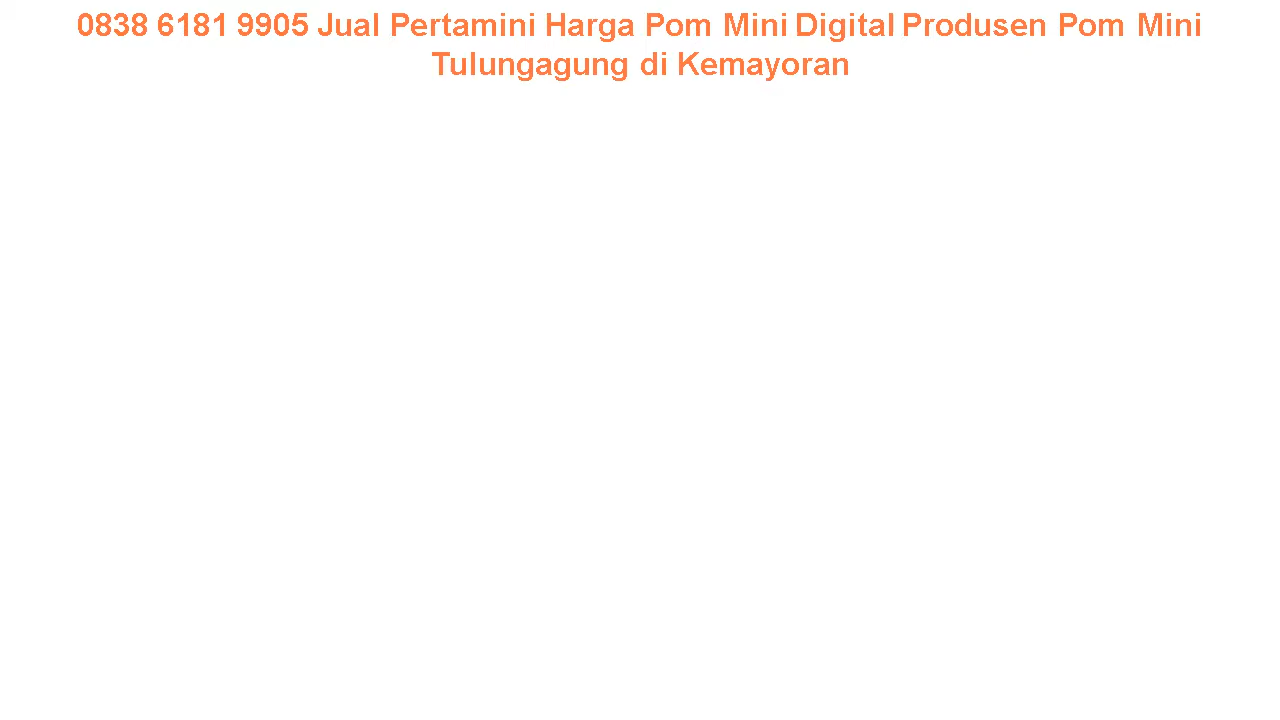 0838 6181 9905 Jual Pertamini Harga Pom Mini Digital Produsen Pom Mini
Tulungagung di Kemayoran